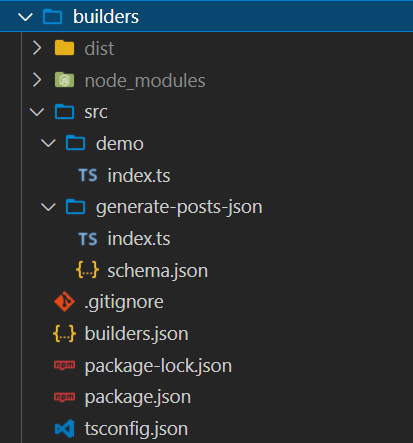 builders
dist
node_modules
src
demo
TS index.ts
generate-posts-json
TS index.ts
{..} schema.json
.gitignore
{..} builders.json
npm package-lock.json
npm package.json
tsconfig.json